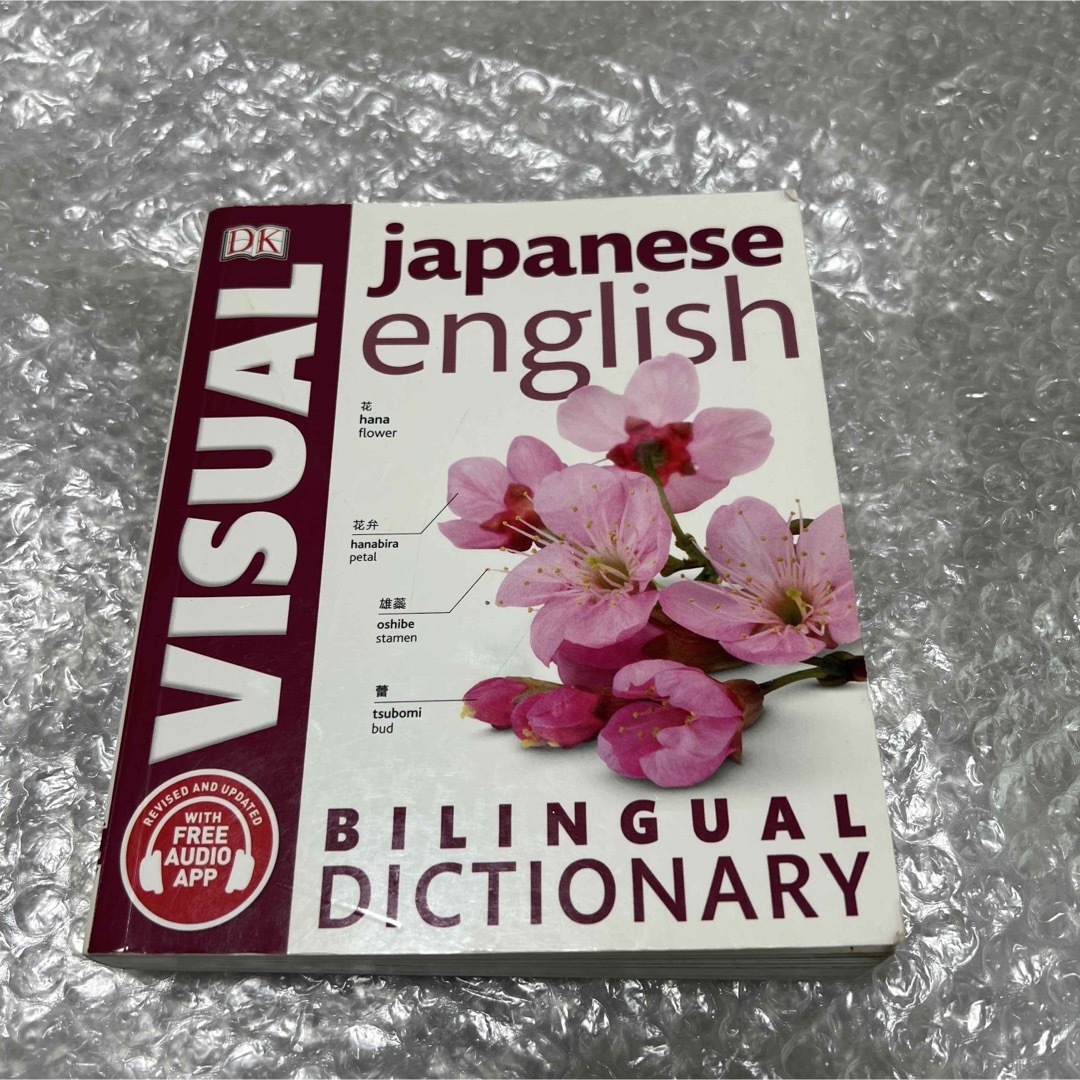 DK
VISUAL
japanese
english
花
hana
flower
花弁
hanabira
petal
雄蕊
oshibe
stamen
蕾
tsubomi
bud
REVISED AND UPDATED
WITH
FREE
AUDIO
APP
BILINGUAL
DICTIONARY